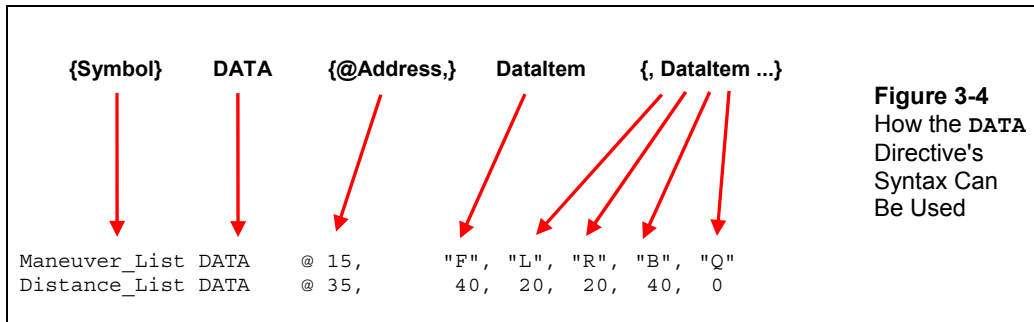 {Symbol} DATA {@Address,} DataItem {, DataItem ...}
Maneuver_List DATA @ 15, "F", "L", "R", "B", "Q"
Distance_List DATA @ 35, 40, 20, 20, 40, 0
Figure 3-4
How the DATA
Directive's
Syntax Can
Be Used